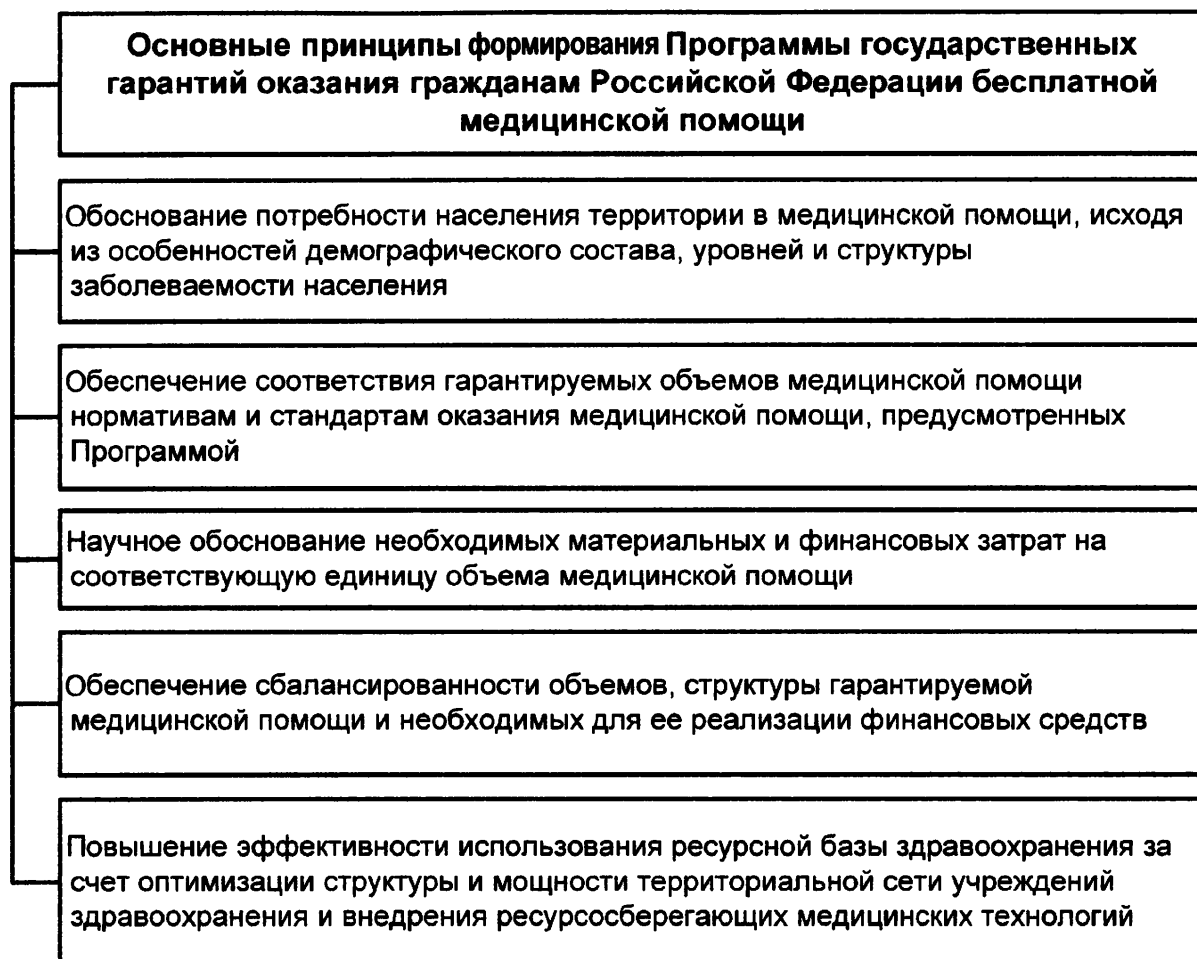 Основные принципы формирования Программы государственных
гарантий оказания гражданам Российской Федерации бесплатной
медицинской помощи
Обоснование потребности населения территории в медицинской помощи, исходя
из особенностей демографического состава, уровней и структуры
заболеваемости населения
Обеспечение соответствия гарантируемых объемов медицинской помощи
нормативам и стандартам оказания медицинской помощи, предусмотренных
Программой
Научное обоснование необходимых материальных и финансовых затрат на
соответствующую единицу объема медицинской помощи
Обеспечение сбалансированности объемов, структуры гарантируемой
медицинской помощи и необходимых для ее реализации финансовых средств
Повышение эффективности использования ресурсной базы здравоохранения за
счет оптимизации структуры и мощности территориальной сети учреждений
здравоохранения и внедрения ресурсосберегающих медицинских технологий